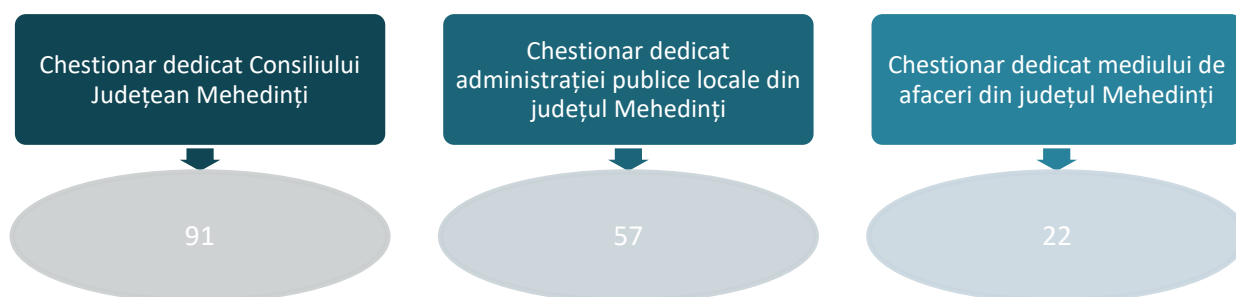 Chestionar dedicat Consiliului
Județean Mehedinți
Chestionar dedicat
administrației publice locale din
județul Mehedinți
Chestionar dedicat mediului de
afaceri din județul Mehedinți
91
57
22